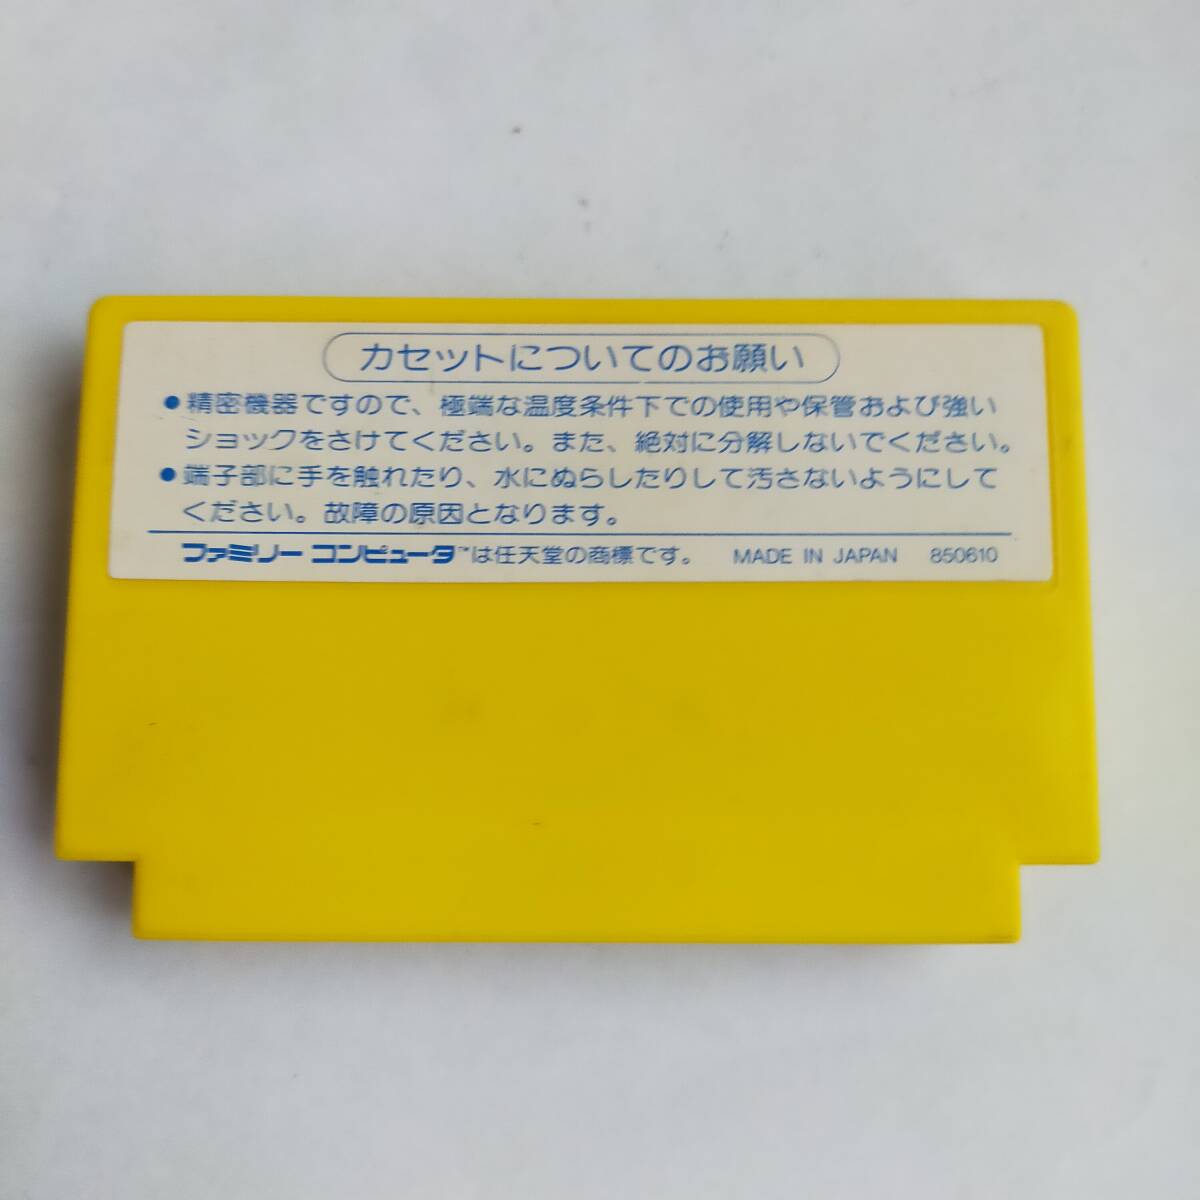 カセットについてのお願い
●精密機器ですので、極端な温度条件下での使用や保管および強い
ショックをさけてください。また、絶対に分解しないでください。
●端子部に手を触れたり、水にぬらしたりして汚さないようにして
ください。故障の原因となります。
ファミリー コンピュータ™は任天堂の商標です。 MADE IN JAPAN 850610